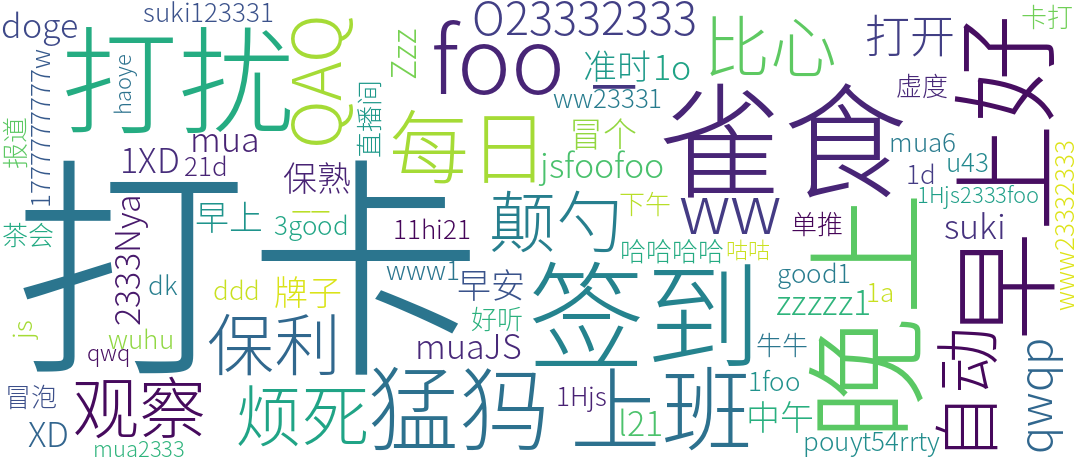 doge
suki123331
打扰
QAQ
Zzz
foo
O23332333
比心
打开
卡打
早上好
1777777777777w
haoye
mua
直播间
准时
1o
ww23331
虚度
报道
1XD
21d
保熟
每日
冒个
jsfoofoo
雀食
mua6
u43
1d
1Hjs2333foo
www23332333
茶会
2333Nya
早上
3good
__
11hi21
颠勺
下午
ww
单推
suki
打卡
dk
ddd
牌子
www1
早安
好听
签到
哈哈哈哈
咕咕
good1
zzzzz1
1a
晚上
自动
js
wuhu
qwq
保利
muaJS
牛牛
qwqp
冒泡
XD
观察
mua2333
烦死
猛犸
1Hjs
上班
l21
1foo
中午
pouyt54rrty